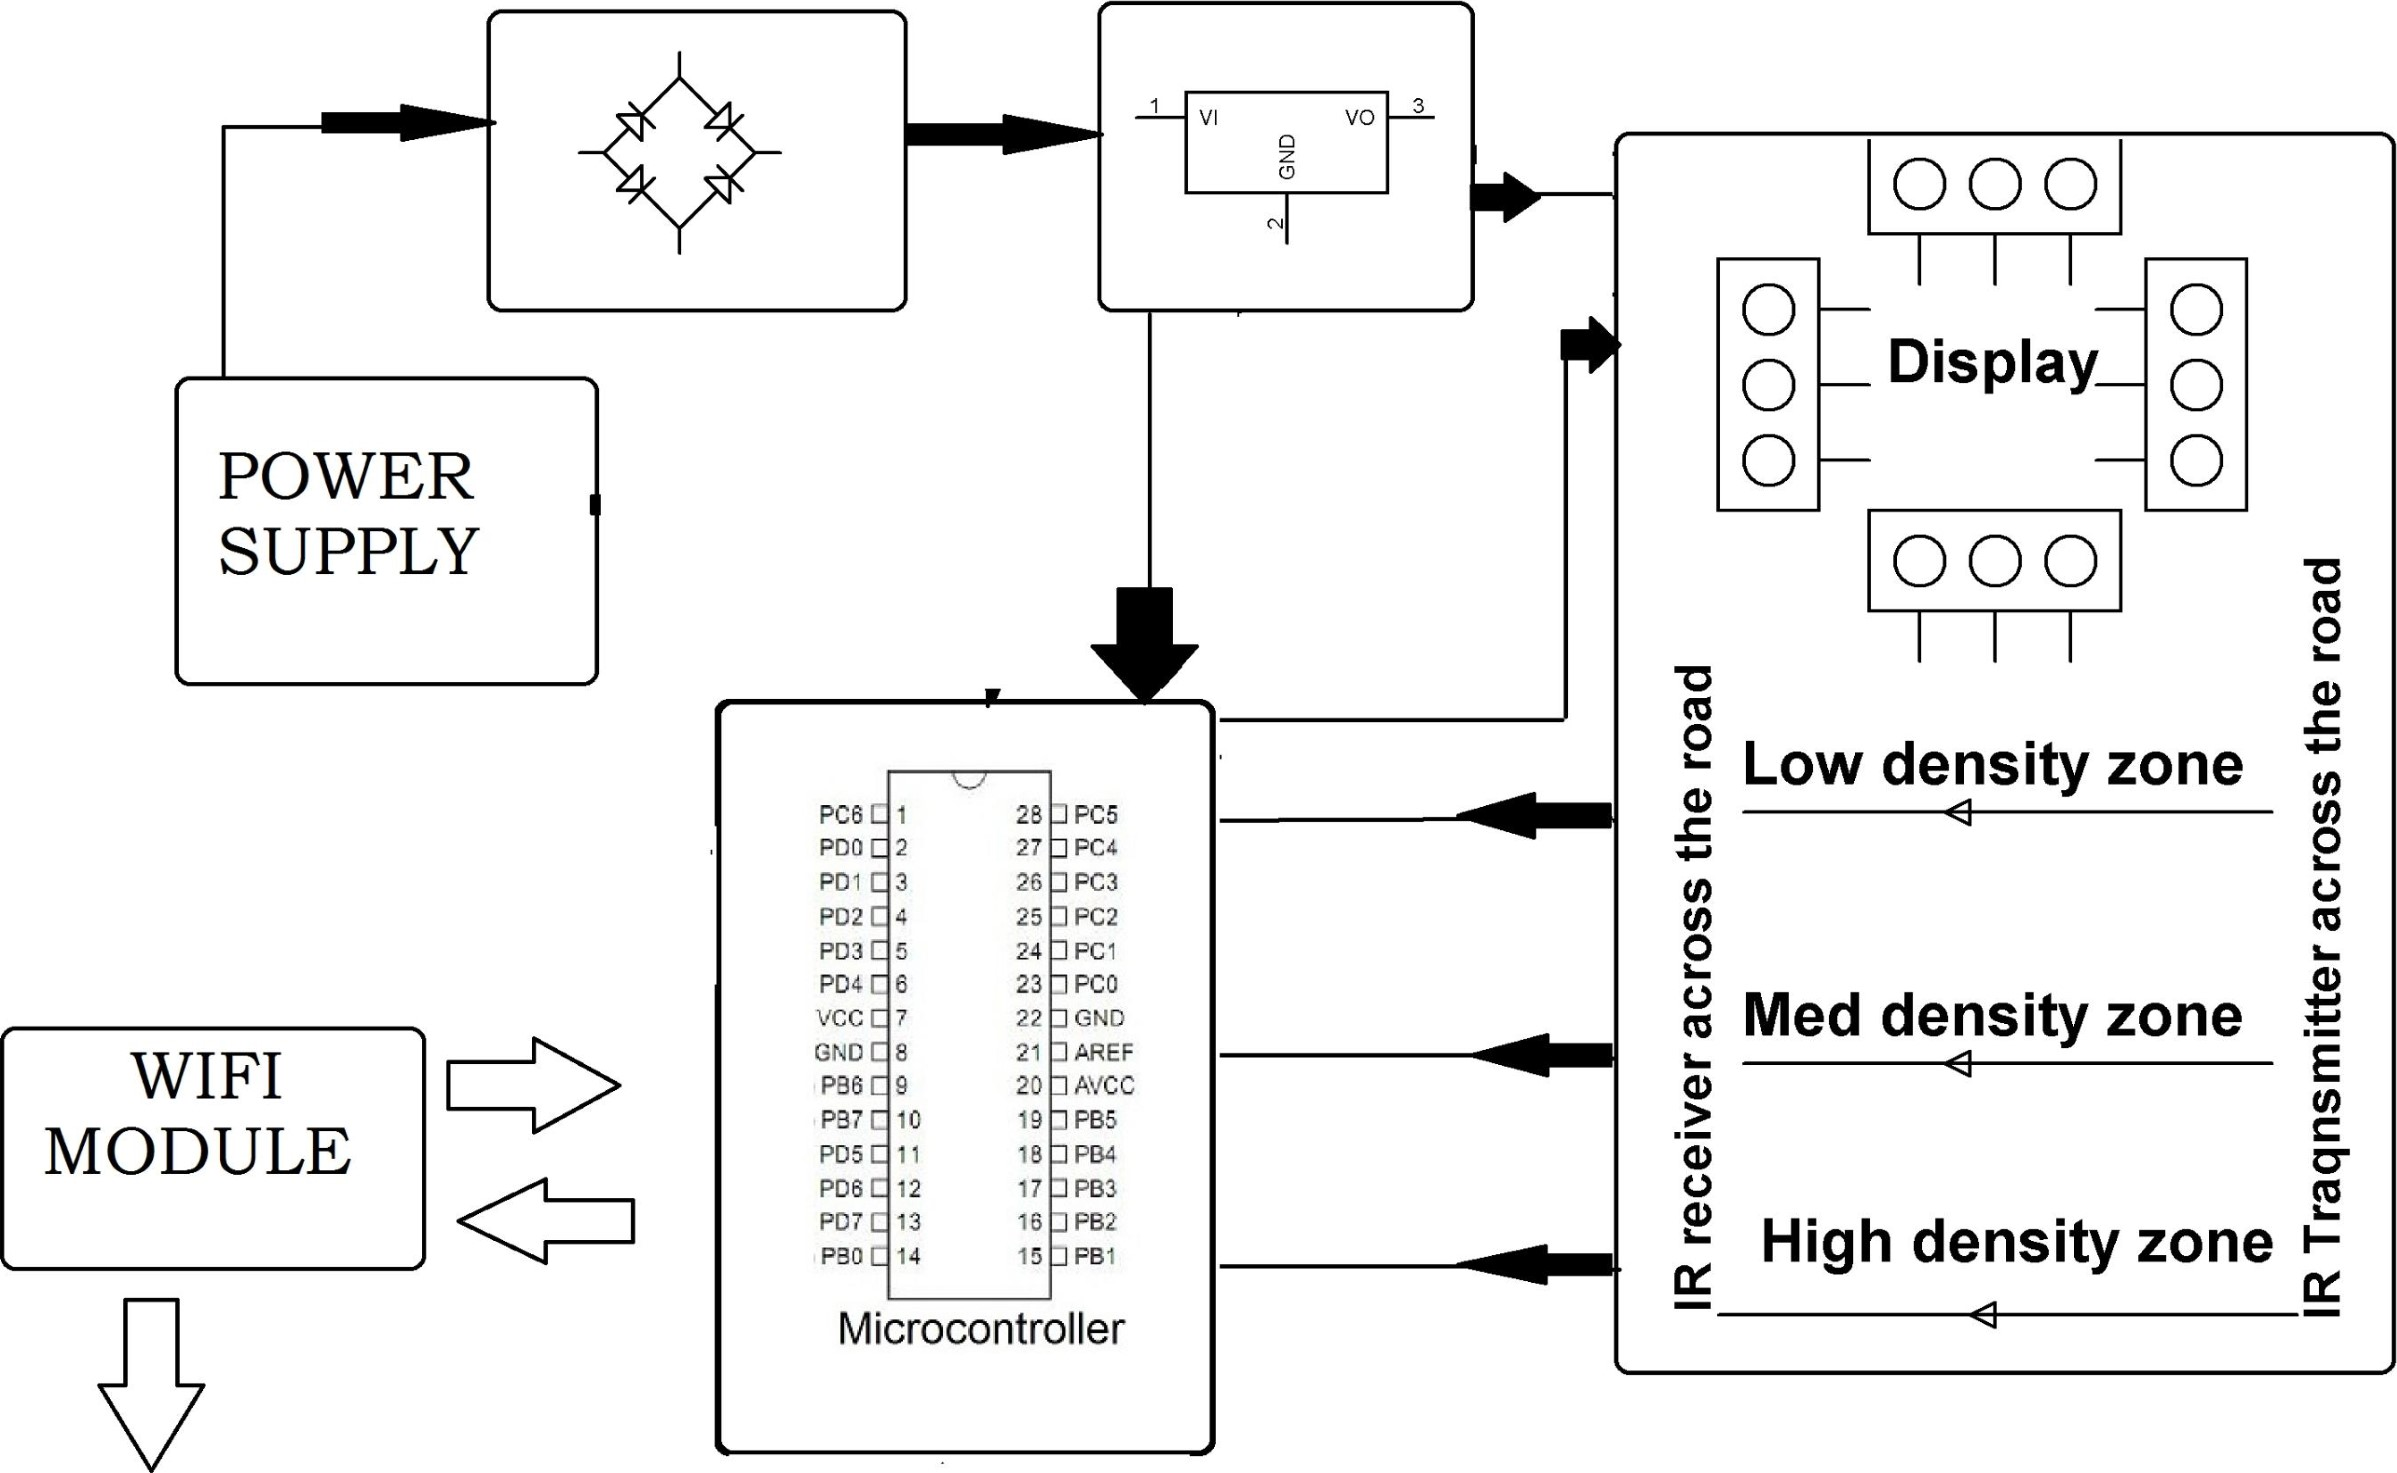 1
VI
VO
3
GND
2
POWER
SUPPLY
Display
IR receiver across the road
IR Traqnsmitter across the road
Low density zone
Med density zone
High density zone
PC6 1 28 PC5
PD0 2 27 PC4
PD1 3 26 PC3
PD2 4 25 PC2
PD3 5 24 PC1
PD4 6 23 PC0
VCC 7 22 GND
GND 8 21 AREF
PB6 9 20 AVCC
PB7 10 19 PB5
PD5 11 18 PB4
PD6 12 17 PB3
PD7 13 16 PB2
PB0 14 15 PB1
Microcontroller
WIFI
MODULE